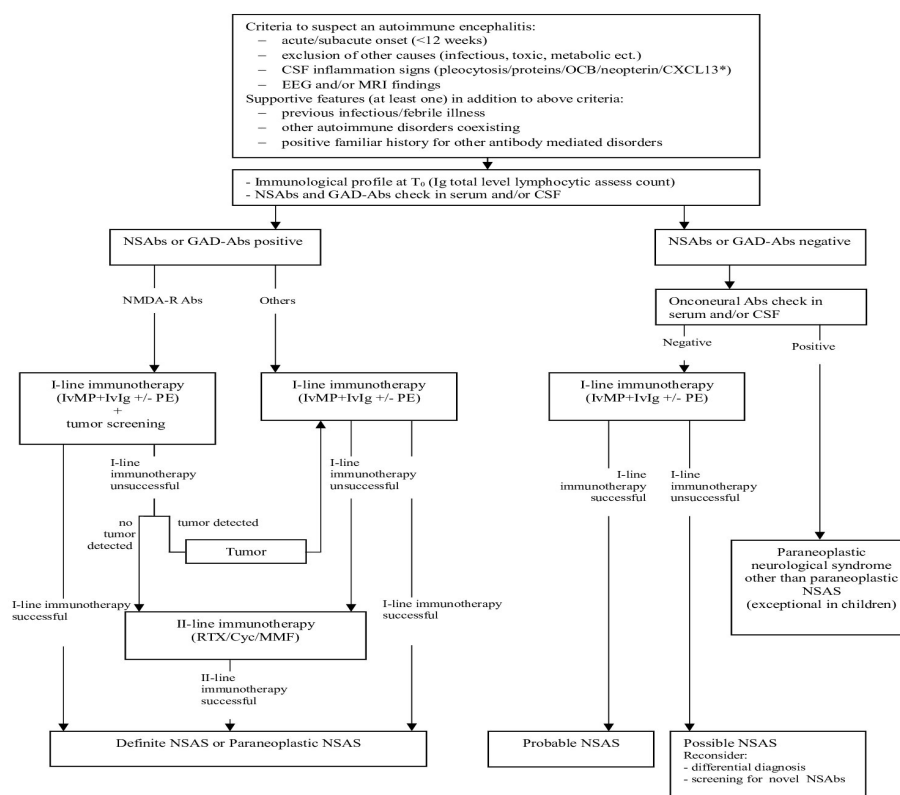 Criteria to suspect an autoimmune encephalitis:
– acute/subacute onset (<12 weeks)
– exclusion of other causes (infectious, toxic, metabolic ect.)
– CSF inflammation signs (pleocytosis/proteins/OCB/neopterin/CXCL13*)
– EEG and/or MRI findings
Supportive features (at least one) in addition to above criteria:
– previous infectious/febrile illness
– other autoimmune disorders coexisting
– positive familiar history for other antibody mediated disorders
- Immunological profile at T₀ (Ig total level lymphocytic assess count)
- NSAbs and GAD-Abs check in serum and/or CSF
NSAbs or GAD-Abs positive
NSAbs or GAD-Abs negative
NMDA-R Abs
Others
Onconeural Abs check in
serum and/or CSF
Negative
Positive
I-line immunotherapy
(IvMP+IvIg +/- PE)
+
tumor screening
I-line immunotherapy
(IvMP+IvIg +/- PE)
I-line immunotherapy
(IvMP+IvIg +/- PE)
I-line
immunotherapy
unsuccessful
I-line
immunotherapy
unsuccessful
I-line
immunotherapy
successful
I-line
immunotherapy
unsuccessful
no
tumor
detected
tumor detected
Tumor
Paraneoplastic
neurological syndrome
other than paraneoplastic
NSAS
(exceptional in children)
I-line immunotherapy
successful
I-line immunotherapy
successful
II-line immunotherapy
(RTX/Cyc/MMF)
II-line
immunotherapy
successful
Definite NSAS or Paraneoplastic NSAS
Probable NSAS
Possible NSAS
Reconsider:
- differential diagnosis
- screening for novel NSAbs